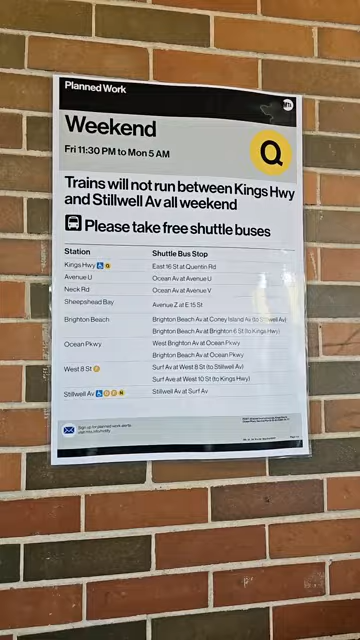 Planned Work
MTA
Weekend
Fri 11:30 PM to Mon 5 AM
Q
Trains will not run between Kings Hwy
and Stillwell Av all weekend
Please take free shuttle buses
Station Shuttle Bus Stop
Kings Hwy Q East 16 St at Quentin Rd
Avenue U Ocean Av at Avenue U
Neck Rd Ocean Av at Avenue V
Sheepshead Bay Avenue Z at E 15 St
Brighton Beach Brighton Beach Av at Coney Island Av (to Stillwell Av)
Brighton Beach Av at Brighton 6 St (to Kings Hwy)
Ocean Pkwy West Brighton Av at Ocean Pkwy
Brighton Beach Av at Ocean Pkwy
West 8 St F Surf Av at West 8 St (to Stillwell Av)
Surf Ave at West 10 St (to Kings Hwy)
Stillwell Av D F N Stillwell Av at Surf Av
Sign up for planned work alerts